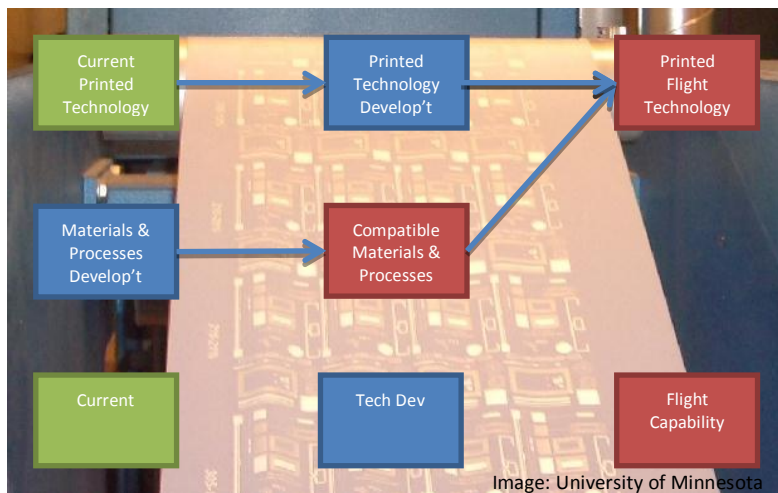 Current
Printed
Technology
Printed
Technology
Develop’t
Printed
Flight
Technology
Materials &
Processes
Develop’t
Compatible
Materials &
Processes
Current
Tech Dev
Flight
Capability
Image: University of Minnesota